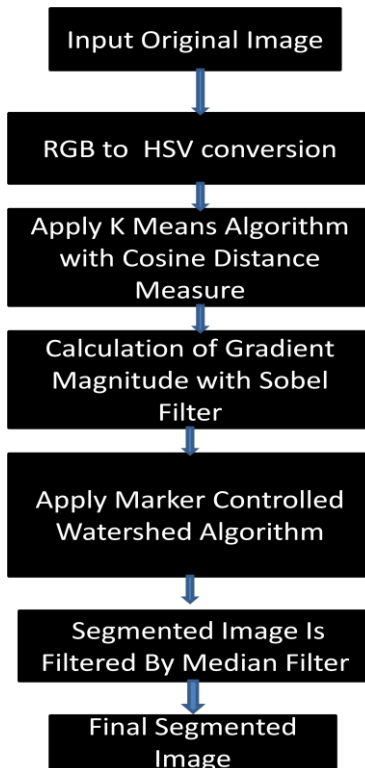 Input Original Image
RGB to HSV conversion
Apply K Means Algorithm
with Cosine Distance
Measure
Calculation of Gradient
Magnitude with Sobel
Filter
Apply Marker Controlled
Watershed Algorithm
Segmented Image Is
Filtered By Median Filter
Final Segmented
Image